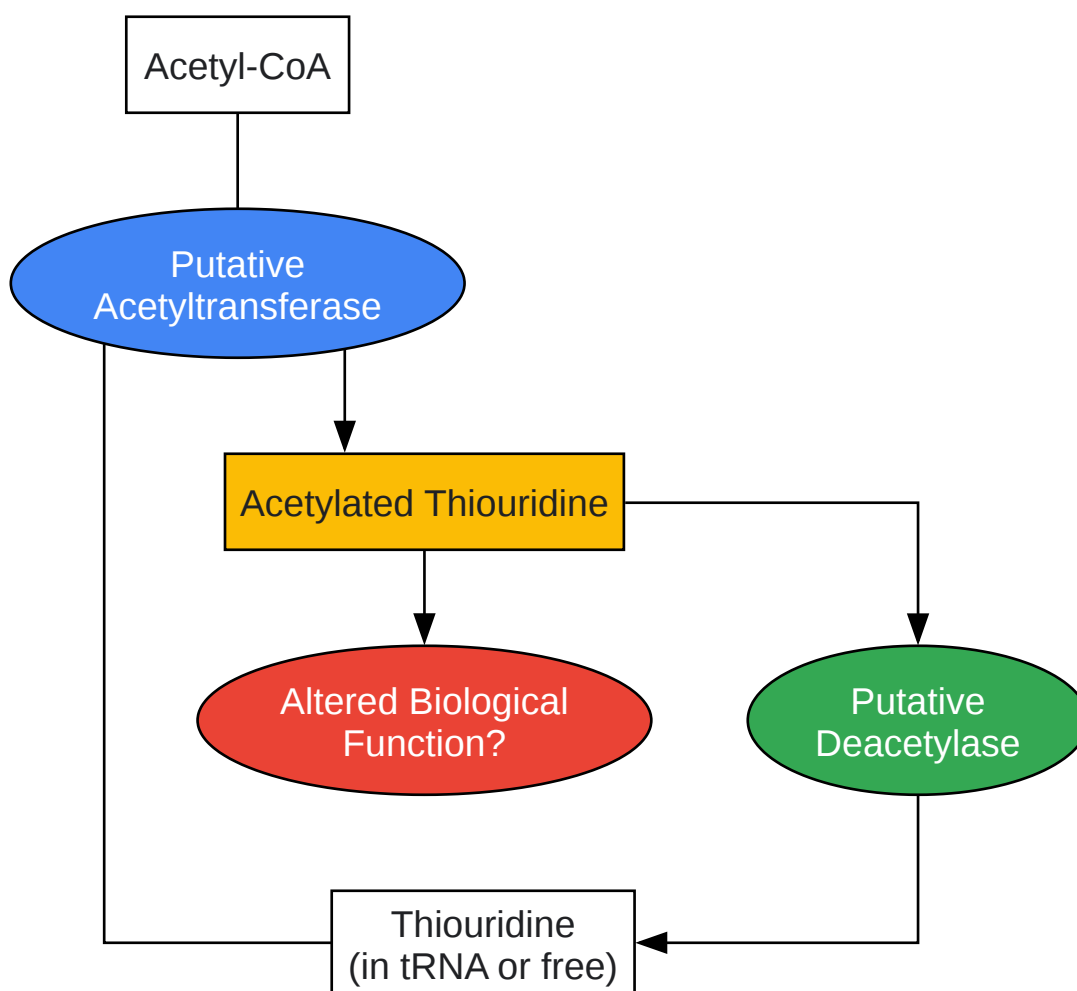 Acetyl-CoA
Putative
Acetyltransferase
Acetylated Thiouridine
Altered Biological
Function?
Putative
Deacetylase
Thiouridine
(in tRNA or free)